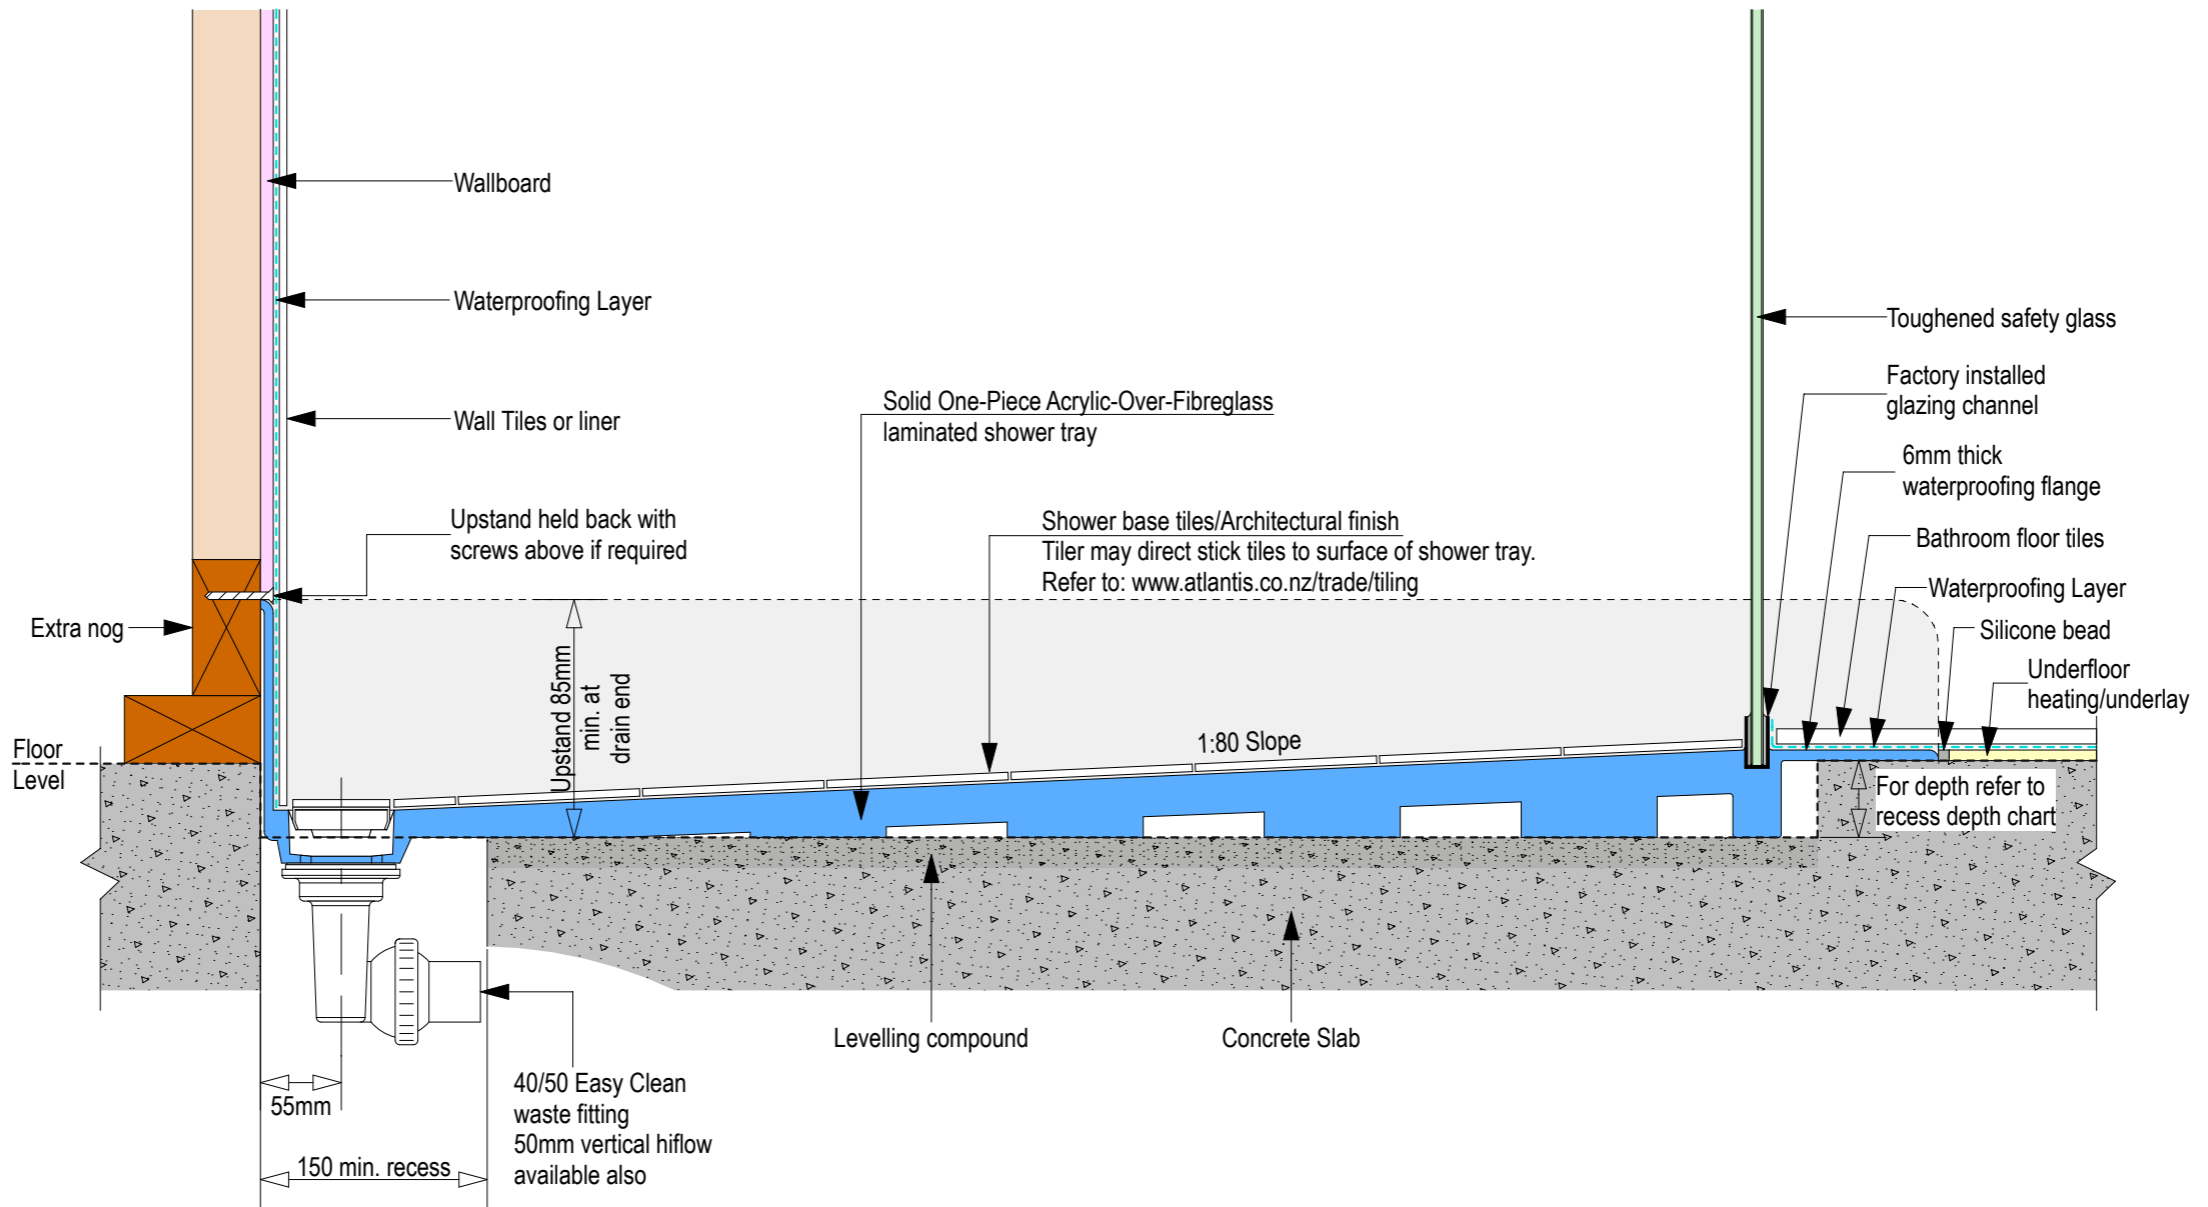 Wallboard
Waterproofing Layer
Wall Tiles or liner
Upstand held back with
screws above if required
Extra nog
Floor
Level
Upstand 85mm
min. at
drain end
Solid One-Piece Acrylic-Over-Fibreglass
laminated shower tray
Shower base tiles/Architectural finish
Tiler may direct stick tiles to surface of shower tray.
Refer to: www.atlantis.co.nz/trade/tiling
1:80 Slope
Toughened safety glass
Factory installed
glazing channel
6mm thick
waterproofing flange
Bathroom floor tiles
Waterproofing Layer
Silicone bead
Underfloor
heating/underlay
For depth refer to
recess depth chart
Levelling compound
Concrete Slab
40/50 Easy Clean
waste fitting
50mm vertical hiflow
available also
55mm
150 min. recess